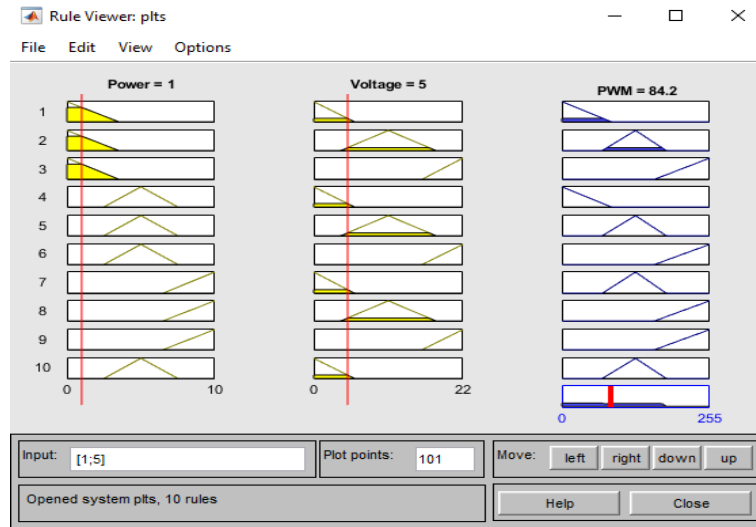 Rule Viewer: plts
File Edit View Options
Power = 1 Voltage = 5 PWM = 84.2
1
2
3
4
5
6
7
8
9
10
0 10 0 22
0 255
Input: [1;5] Plot points: 101 Move: left right down up
Opened system plts, 10 rules Help Close